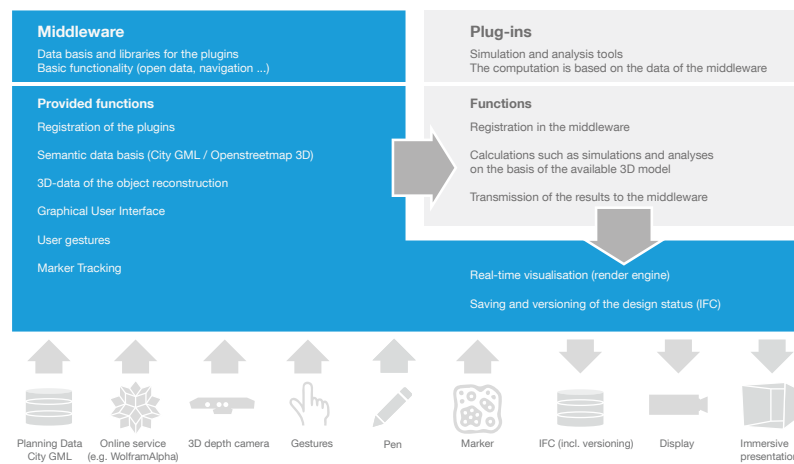 Middleware
Data basis and libraries for the plugins
Basic functionality (open data, navigation ...)
Provided functions
Registration of the plugins
Semantic data basis (City GML / Openstreetmap 3D)
3D-data of the object reconstruction
Graphical User Interface
User gestures
Marker Tracking
Plug-ins
Simulation and analysis tools
The computation is based on the data of the middleware
Functions
Registration in the middleware
Calculations such as simulations and analyses
on the basis of the available 3D model
Transmission of the results to the middleware
Real-time visualisation (render engine)
Saving and versioning of the design status (IFC)
Planning Data
City GML
Online service
(e.g. WolframAlpha)
3D depth camera
Gestures
Pen
Marker
IFC (incl. versioning)
Display
Immersive
presentation